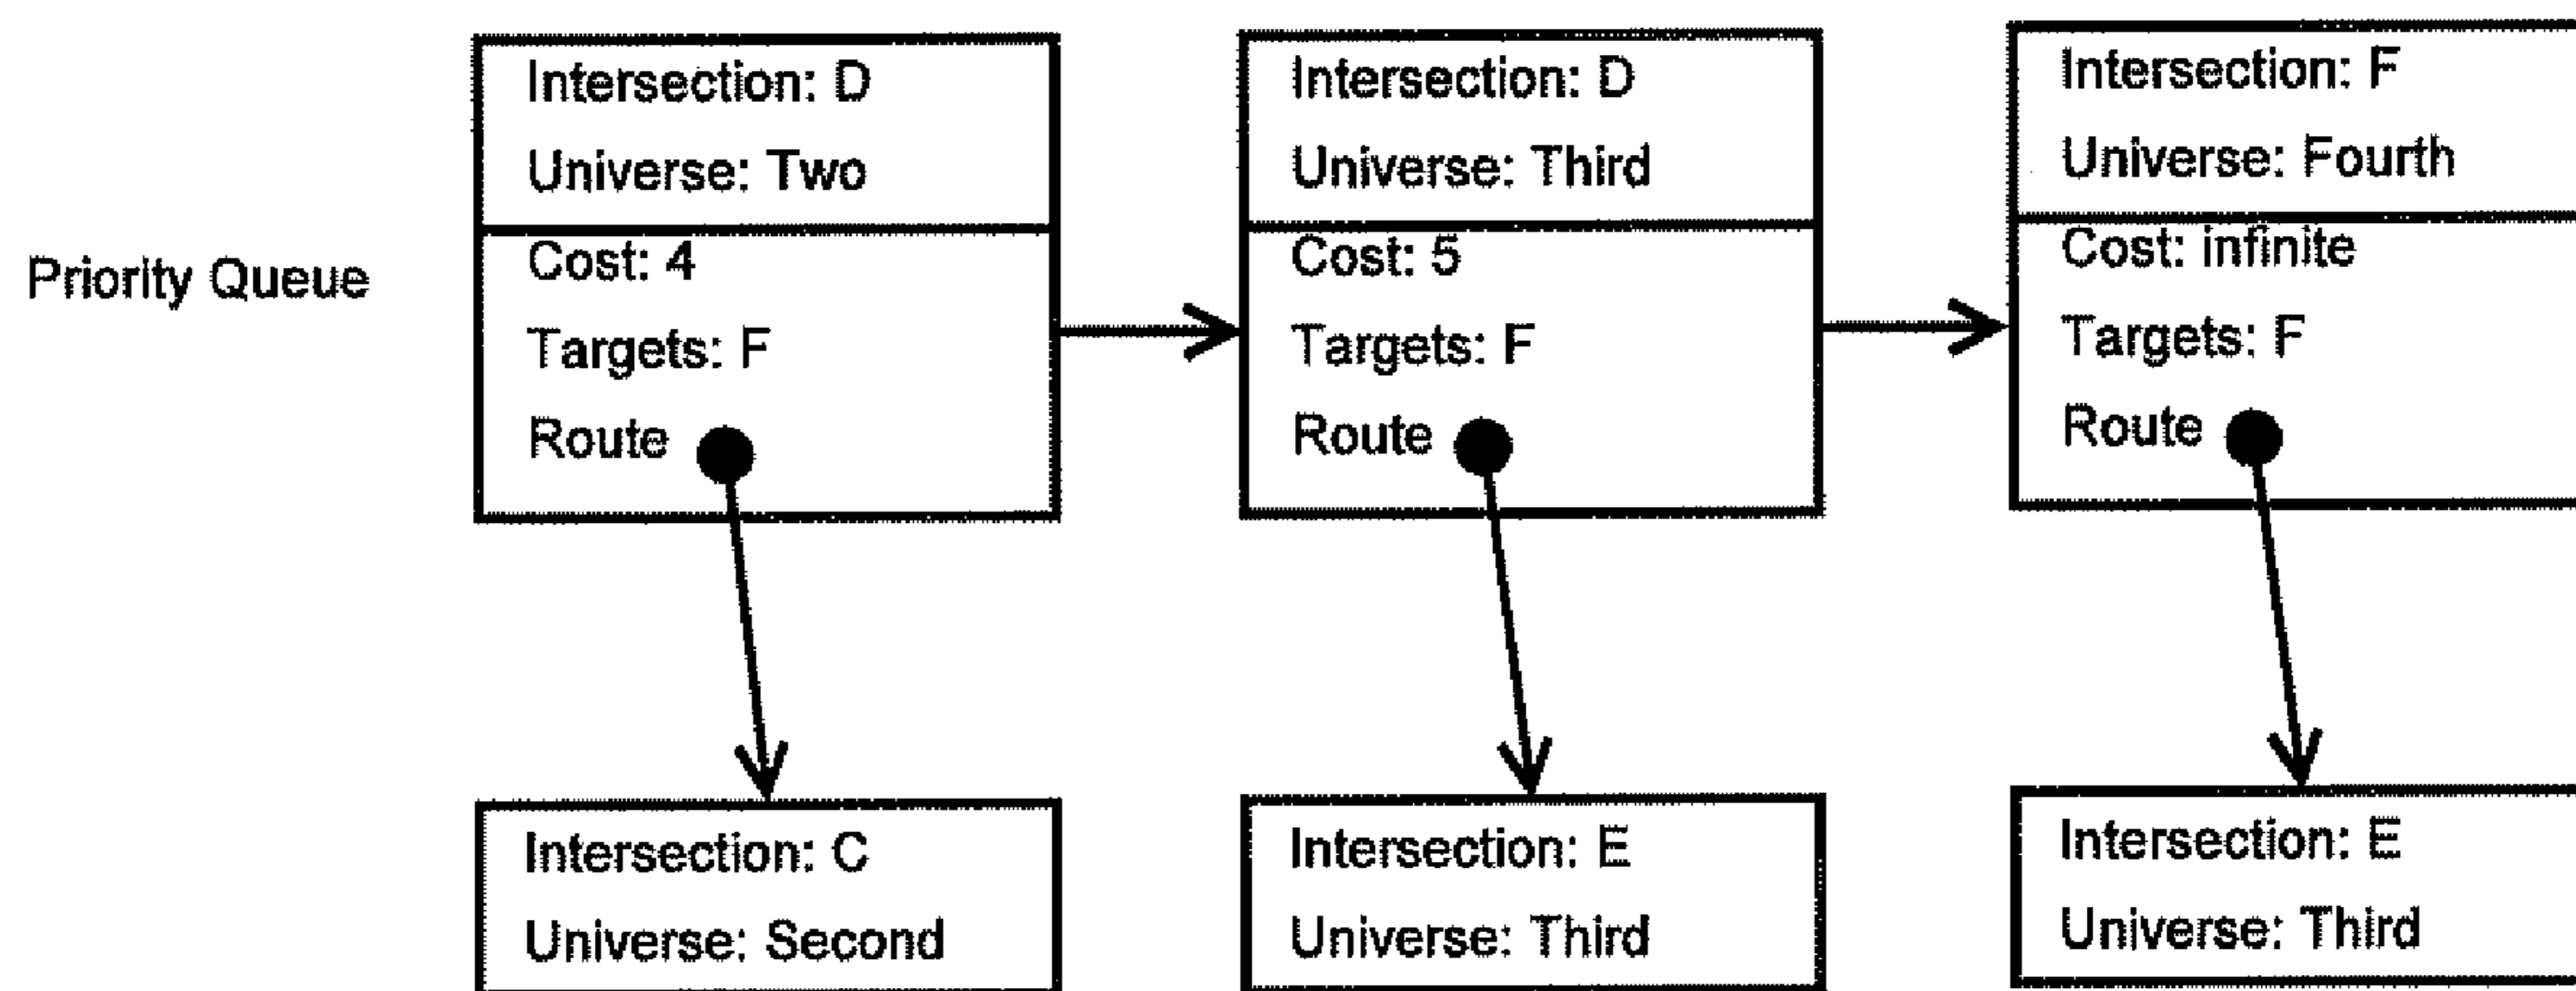 Priority Queue
Intersection: D
Universe: Two
Cost: 4
Targets: F
Route
Intersection: D
Universe: Third
Cost: 5
Targets: F
Route
Intersection: F
Universe: Fourth
Cost: infinite
Targets: F
Route
Intersection: C
Universe: Second
Intersection: E
Universe: Third
Intersection: E
Universe: Third